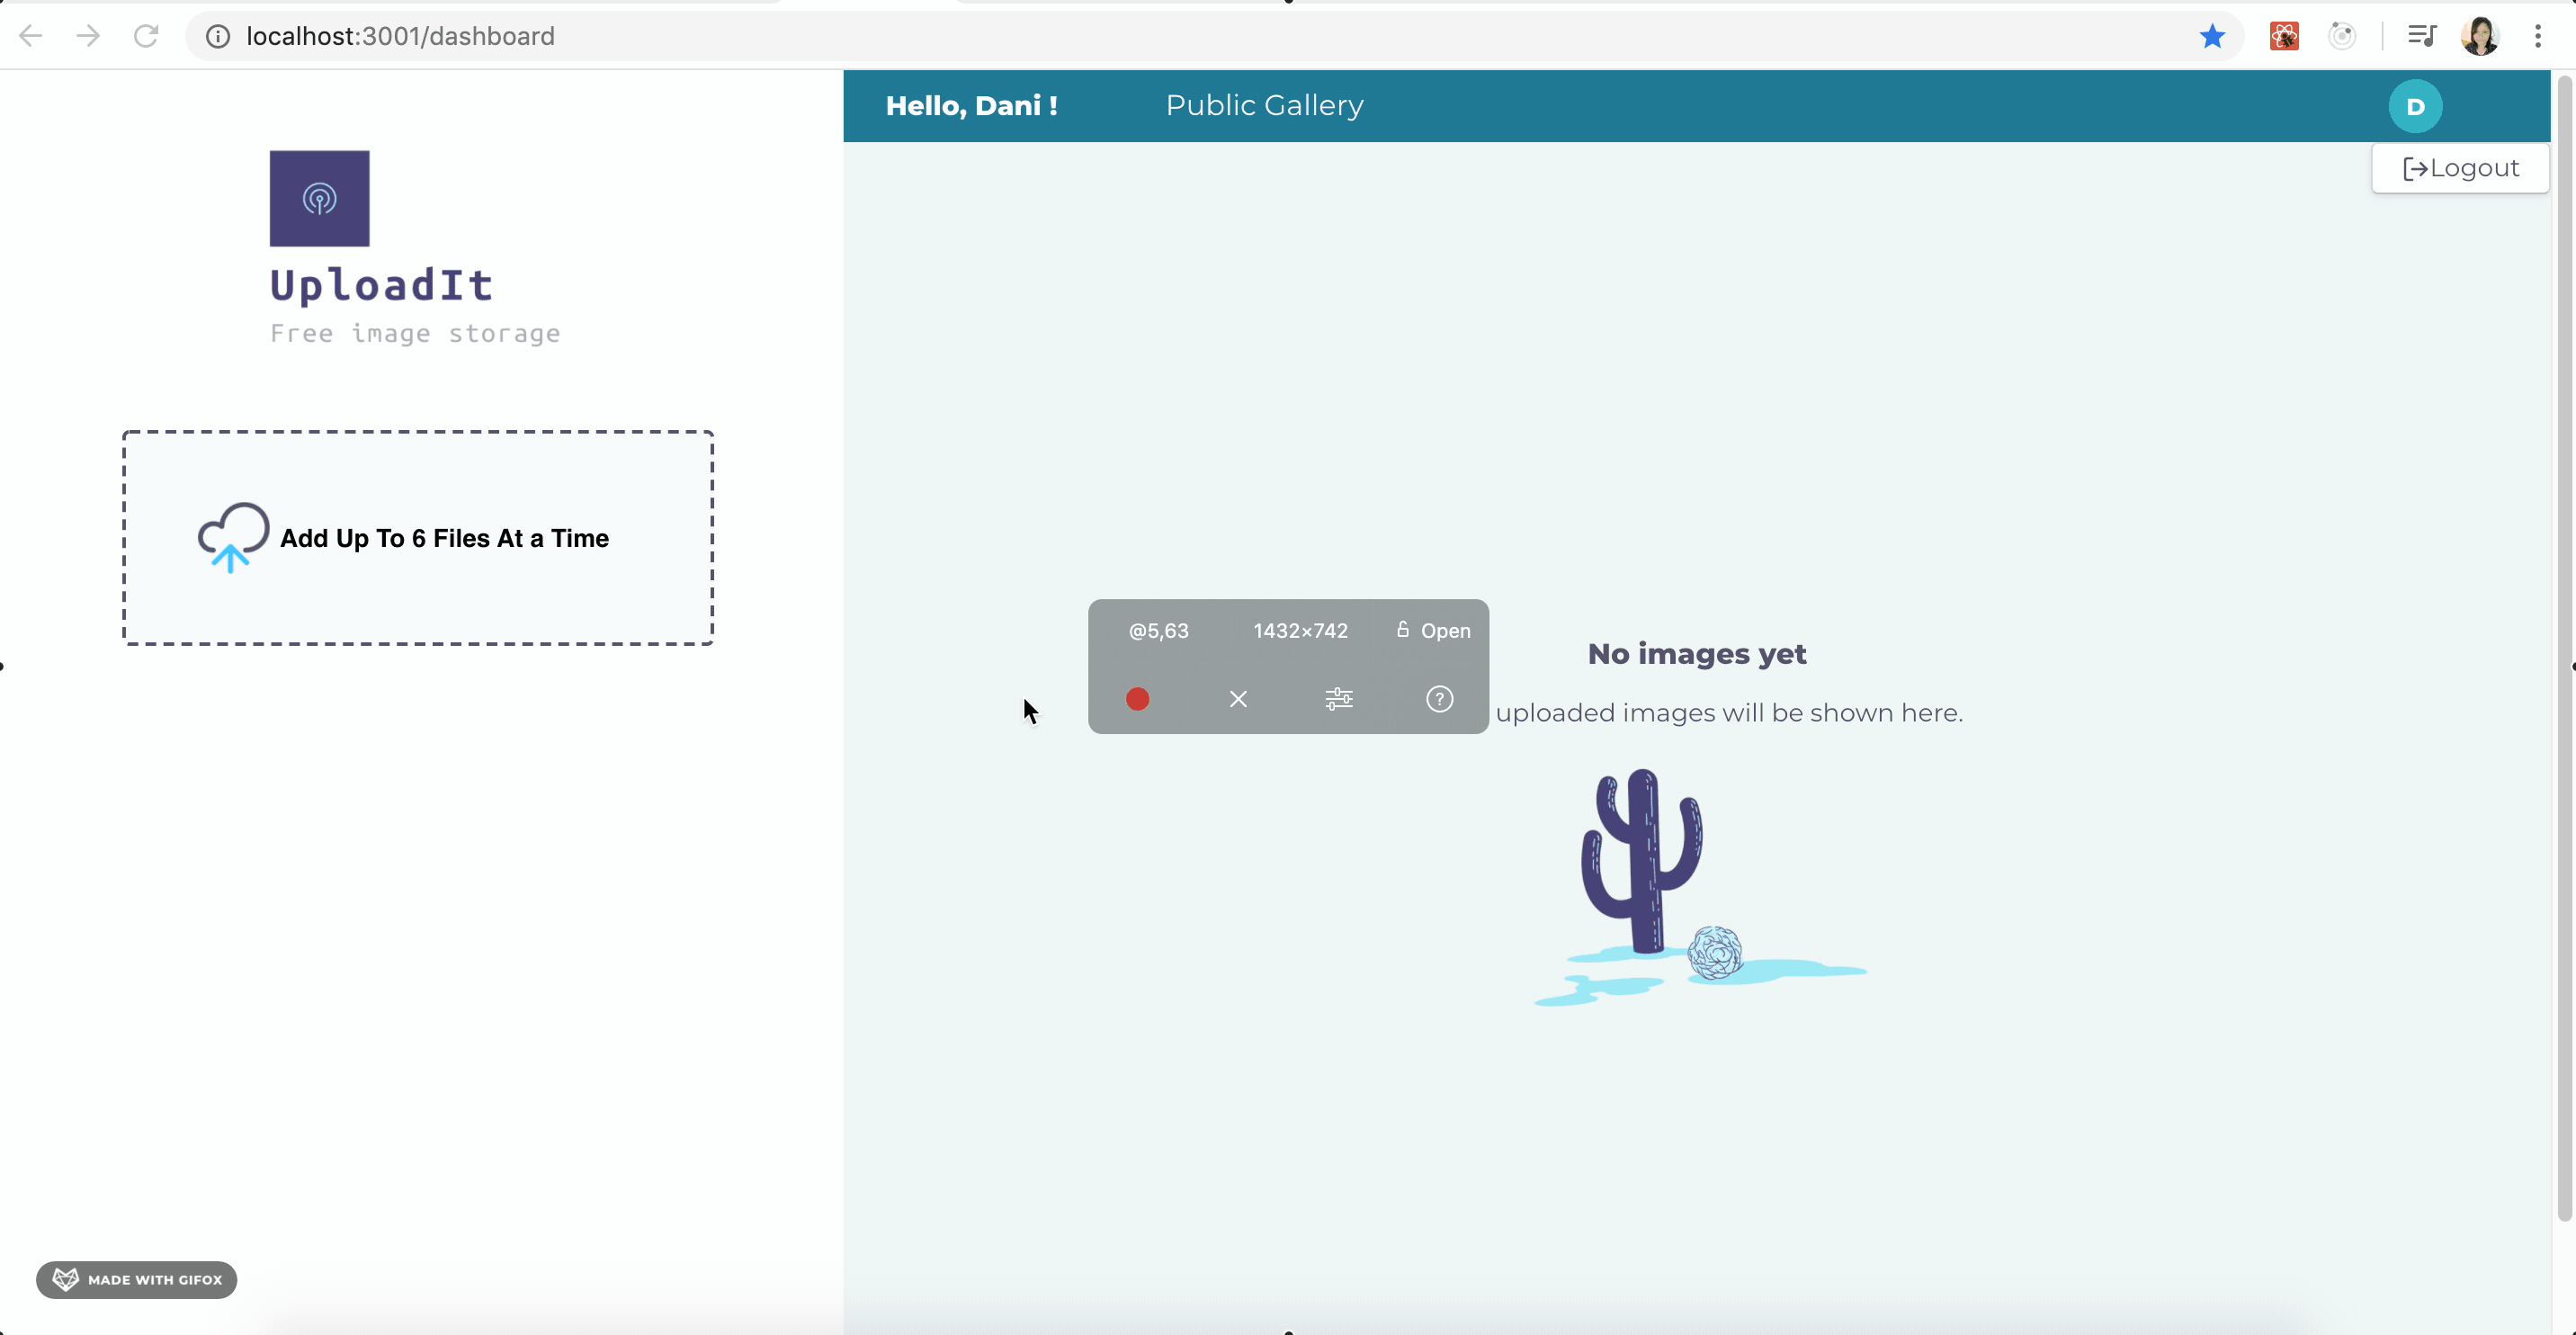 localhost:3001/dashboard
Hello, Dani !
Public Gallery
D
Logout
UploadIt
Free image storage
Add Up To 6 Files At a Time
@5,63
1432×742
Open
?
No images yet
uploaded images will be shown here.
MADE WITH GIFOX